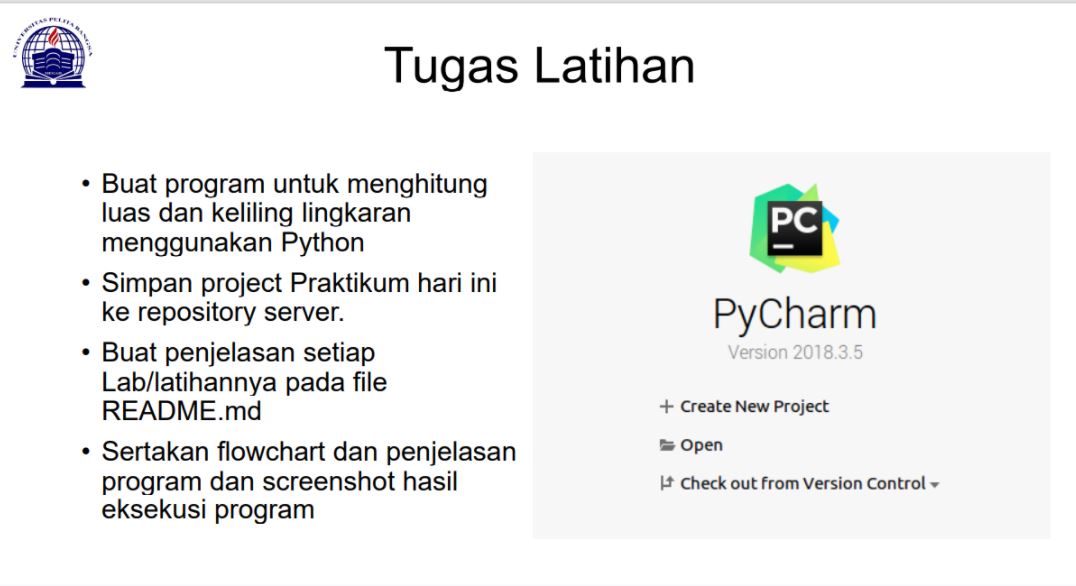 UNIVERSITAS PELITA BANGSA
Tugas Latihan
• Buat program untuk menghitung
luas dan keliling lingkaran
menggunakan Python
• Simpan project Praktikum hari ini
ke repository server.
• Buat penjelasan setiap
Lab/latihannya pada file
README.md
• Sertakan flowchart dan penjelasan
program dan screenshot hasil
eksekusi program
PC
PyCharm
Version 2018.3.5
Create New Project
Open
Check out from Version Control